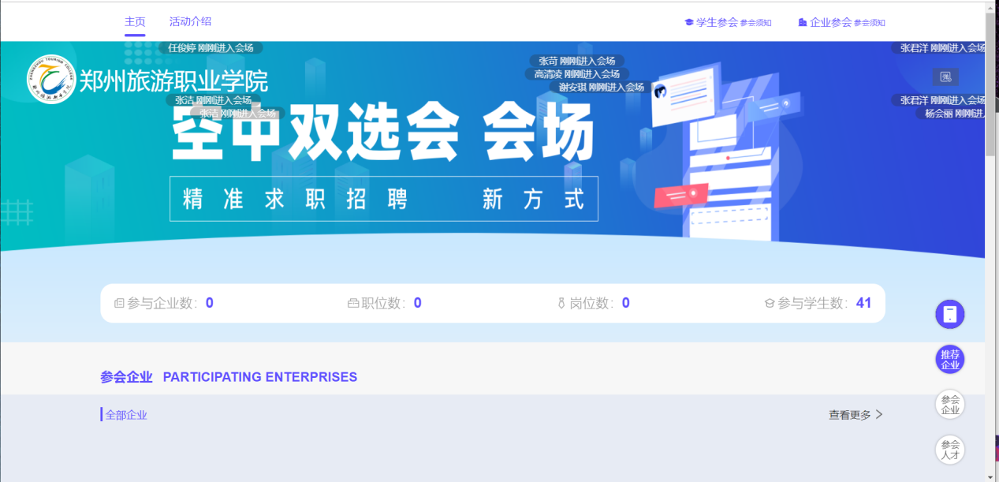 主页 活动介绍 学生参会 参会须知 企业参会 参会须知
任俊婷 刚刚进入会场 张君洋 刚刚进入会场
张苛 刚刚进入会场
高清凌 刚刚进入会场
谢安琪 刚刚进入会场
郑州旅游职业学院
张洁 刚刚进入会场 张君洋 刚刚进入会场
张洁 刚刚进入会场 杨会丽 刚刚进入
空中双选会 会场
精准求职招聘 新方式
参与企业数：0 职位数：0 岗位数：0 参与学生数：41
推荐
企业
参会企业 PARTICIPATING ENTERPRISES
参会
企业
全部企业 查看更多
参会
人才